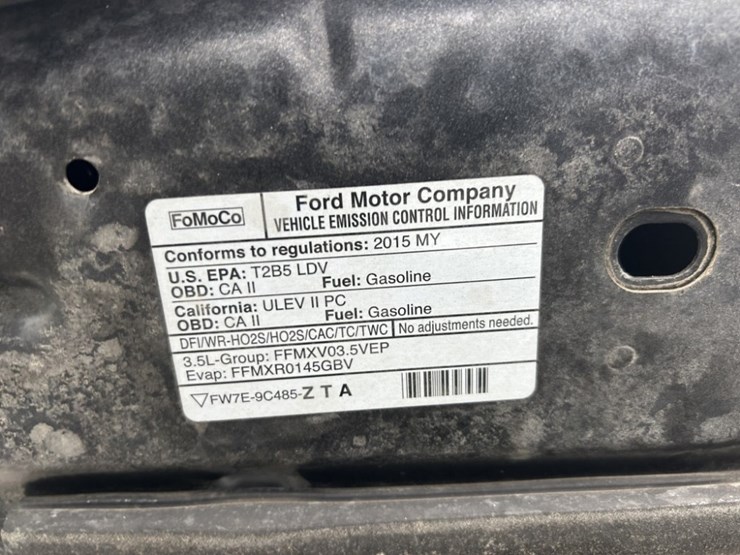 FoMoCo
Ford Motor Company
VEHICLE EMISSION CONTROL INFORMATION
Conforms to regulations: 2015 MY
U.S. EPA: T2B5 LDV
OBD: CA II Fuel: Gasoline
California: ULEV II PC
OBD: CA II Fuel: Gasoline
DFI/WR-HO2S/HO2S/CAC/TC/TWC No adjustments needed.
3.5L-Group: FFMXV03.5VEP
Evap: FFMXR0145GBV
FW7E-9C485-Z T A